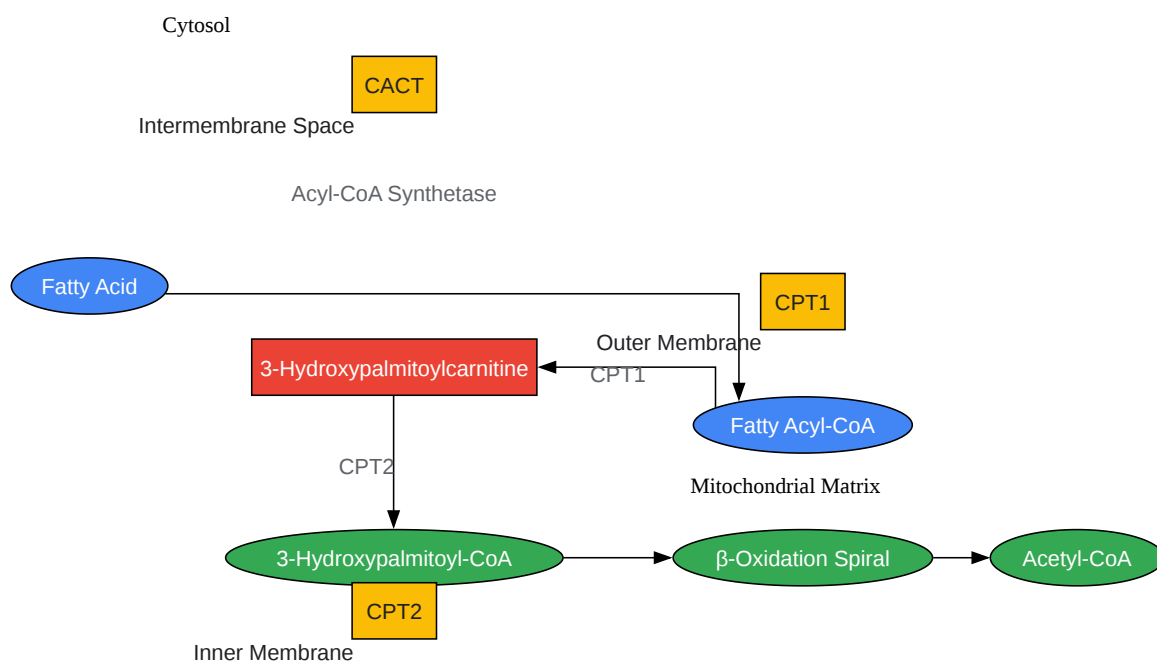 Cytosol
CACT
Intermembrane Space
Acyl-CoA Synthetase
Fatty Acid
CPT1
Outer Membrane
3-Hydroxypalmitoylcarnitine
CPT1
Fatty Acyl-CoA
CPT2
Mitochondrial Matrix
3-Hydroxypalmitoyl-CoA
β-Oxidation Spiral
Acetyl-CoA
CPT2
Inner Membrane